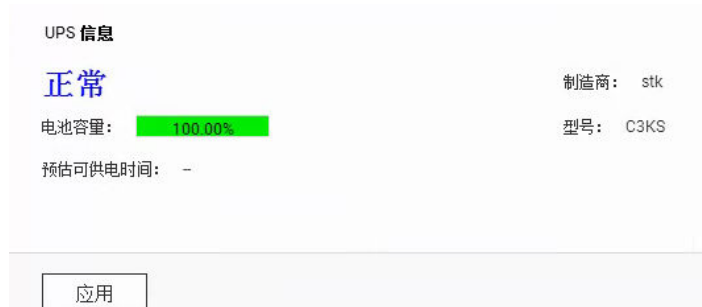 UPS 信息
正常
制造商： stk
电池容量： 100.00%
型号： C3KS
预估可供电时间： –
应用